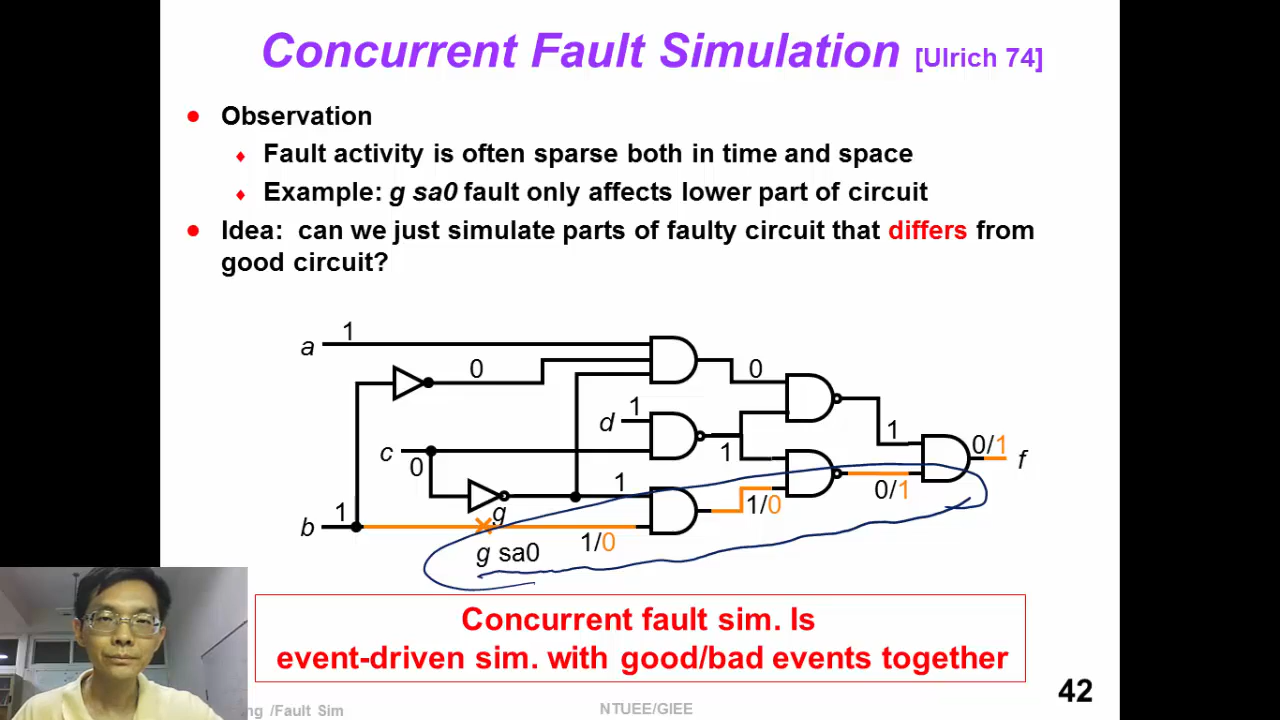 Concurrent Fault Simulation [Ulrich 74]
Observation
Fault activity is often sparse both in time and space
Example: g sa0 fault only affects lower part of circuit
Idea: can we just simulate parts of faulty circuit that differs from
good circuit?
a 1
0
0
d 1
c 0
1
1
0/1 f
1
g
1/0
0/1
b 1
g sa0
1/0
Concurrent fault sim. Is
event-driven sim. with good/bad events together
42
ng /Fault Sim
NTUEE/GIEE